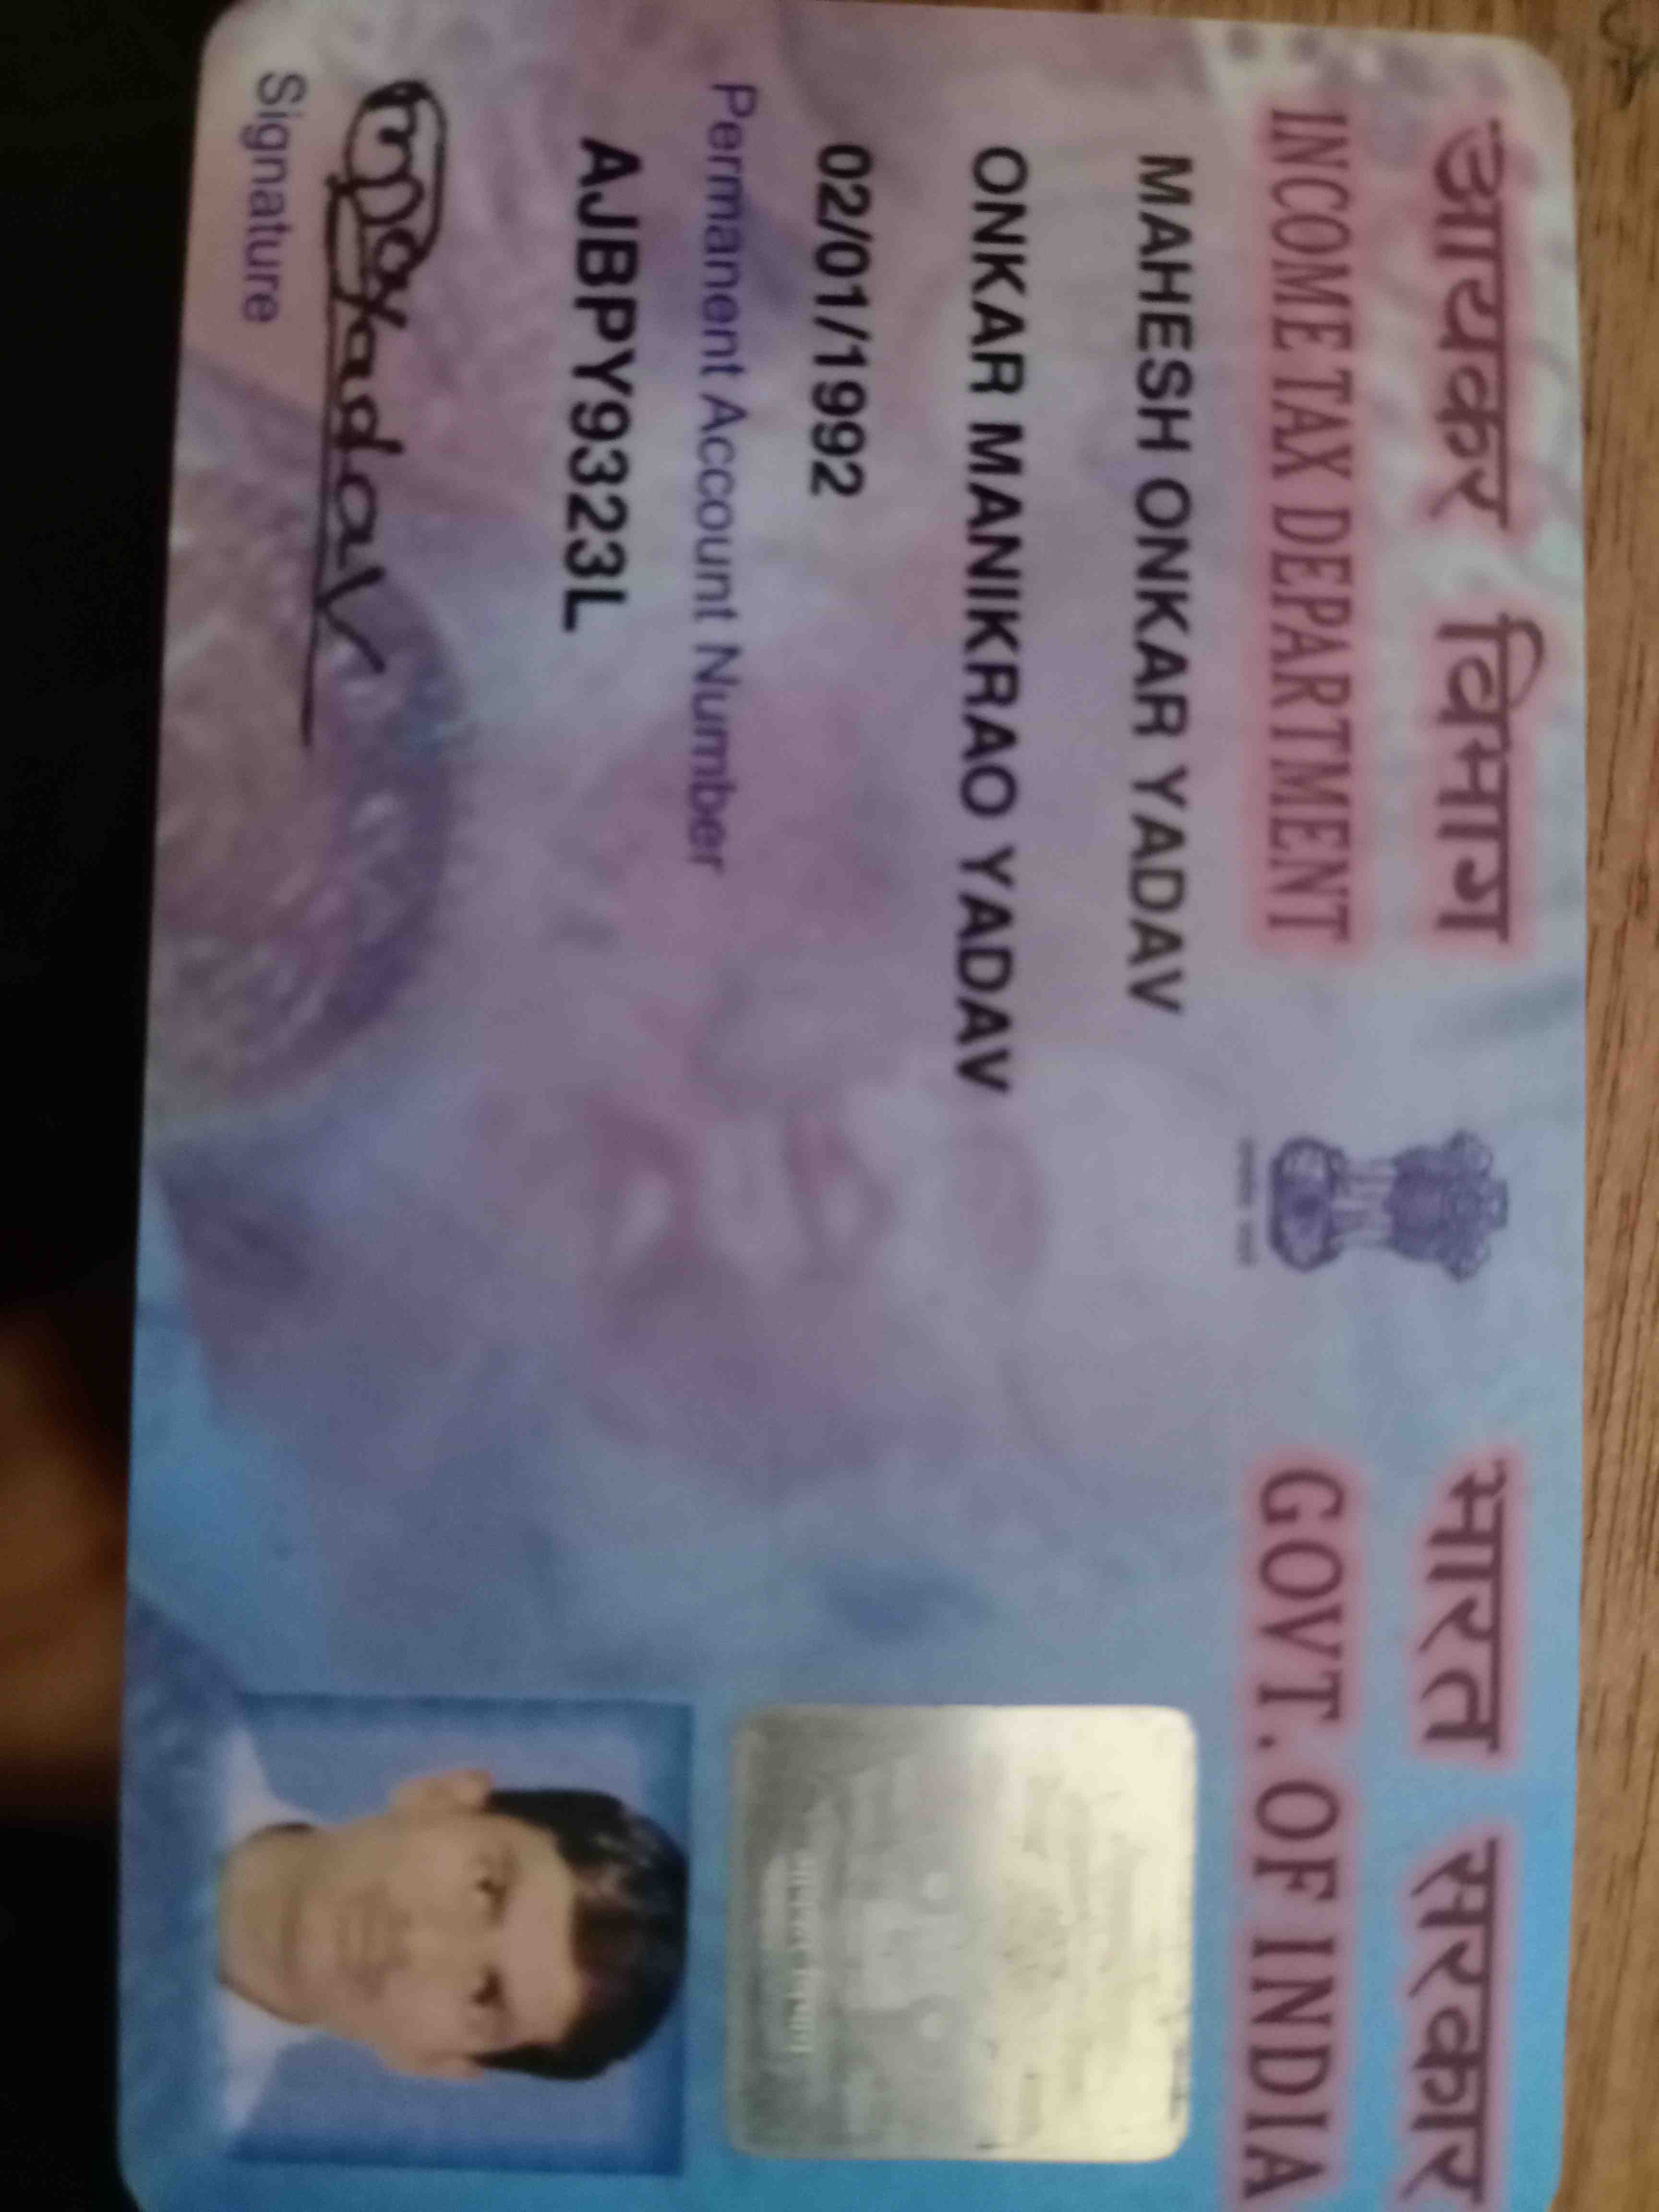 आयकर विभाग
INCOME TAX DEPARTMENT
भारत सरकार
GOVT. OF INDIA
MAHESH ONKAR YADAV
ONKAR MANIKRAO YADAV
02/01/1992
Permanent Account Number
AJBPY9323L
Signature